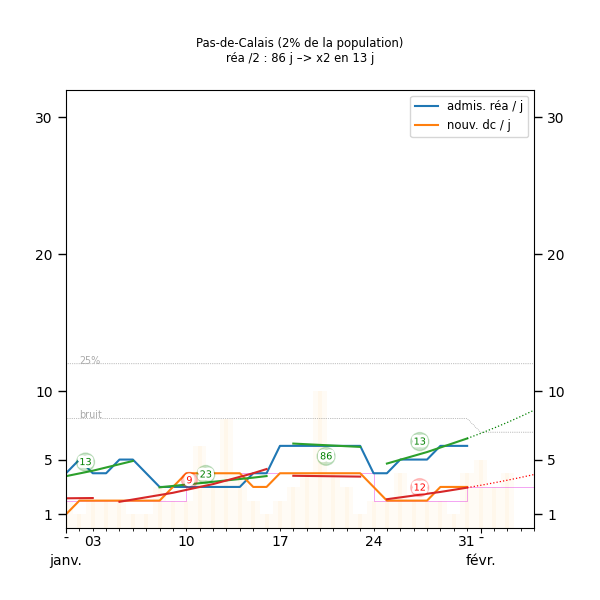 Pas-de-Calais (2% de la population)
réa /2 : 86 j –> x2 en 13 j
admis. réa / j
nouv. dc / j
30 30
20 20
25%
10 10
bruit
13 9 23 86 13 12
5 5
1 1
03 10 17 24 31
janv. févr.